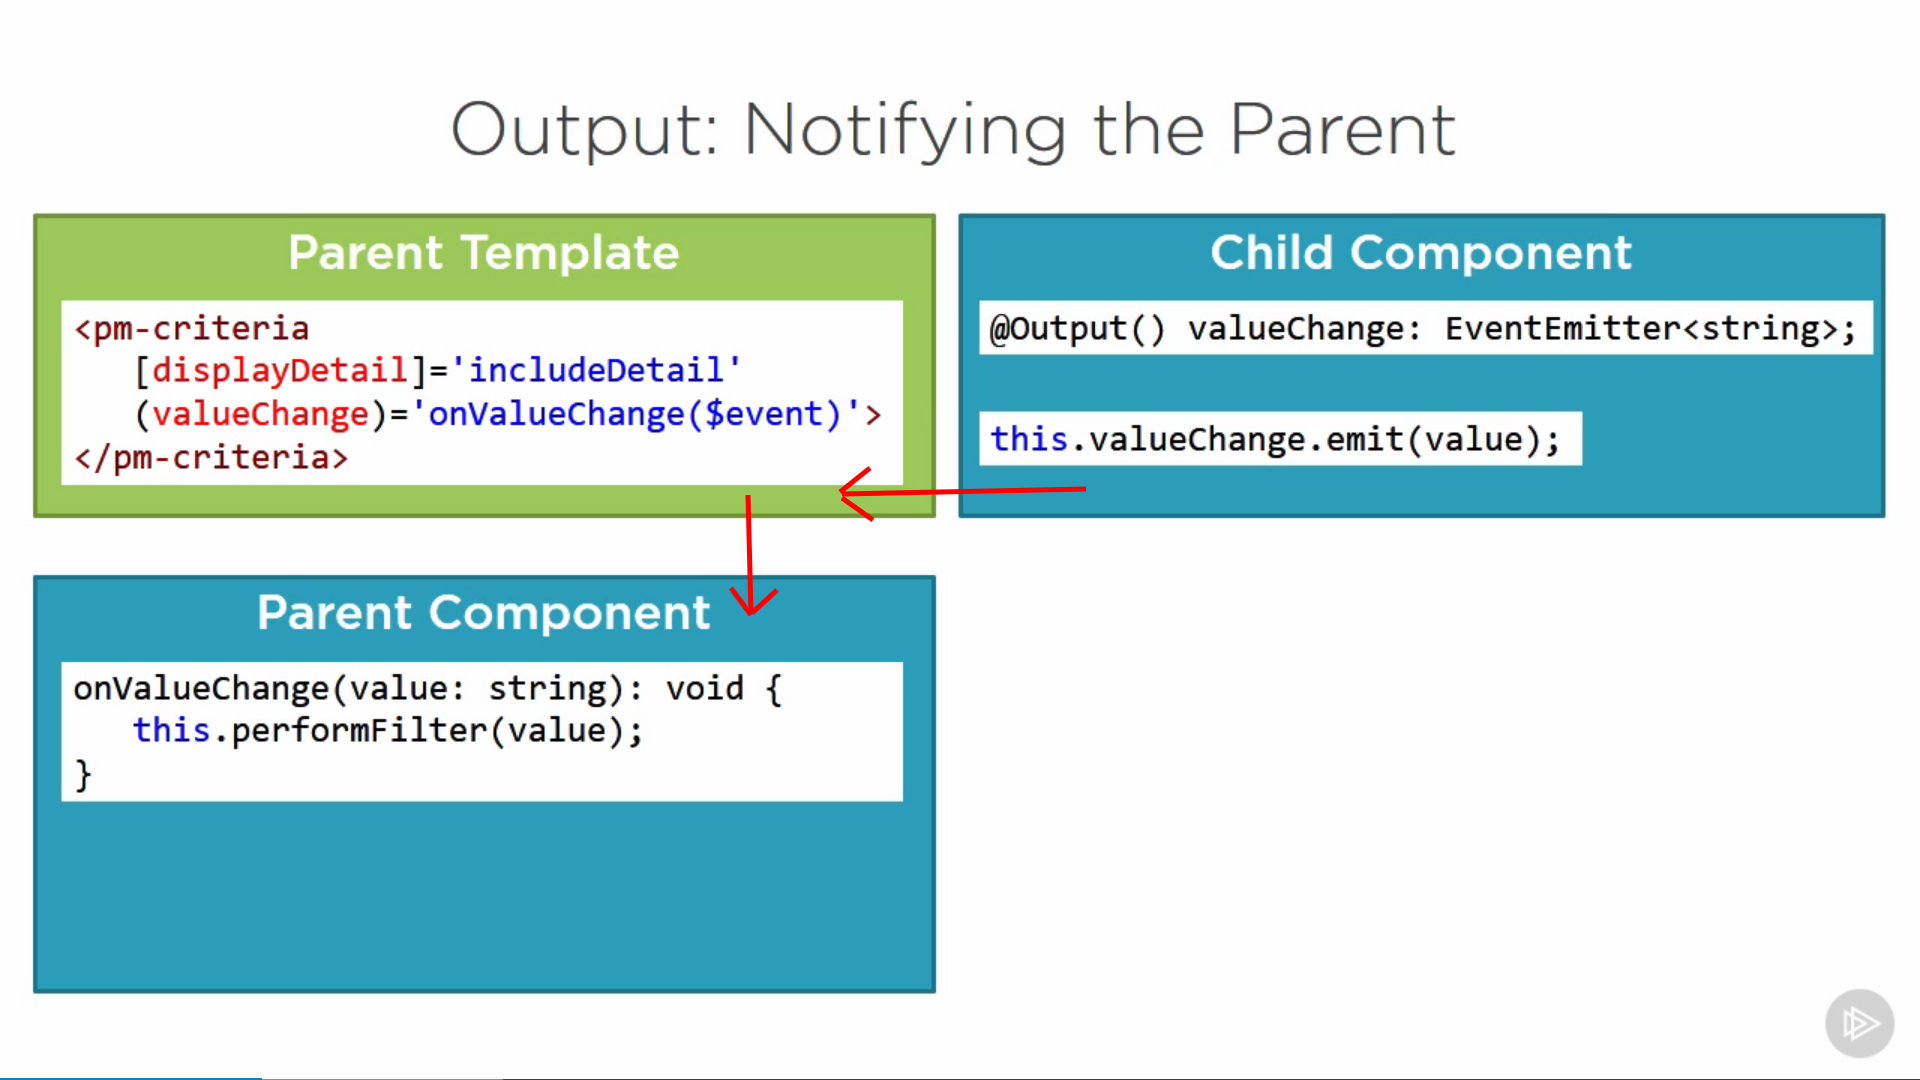 Output: Notifying the Parent
Parent Template
<pm-criteria
[displayDetail]='includeDetail'
(valueChange)='onValueChange($event)'>
</pm-criteria>
Child Component
@Output() valueChange: EventEmitter<string>;
this.valueChange.emit(value);
Parent Component
onValueChange(value: string): void {
this.performFilter(value);
}